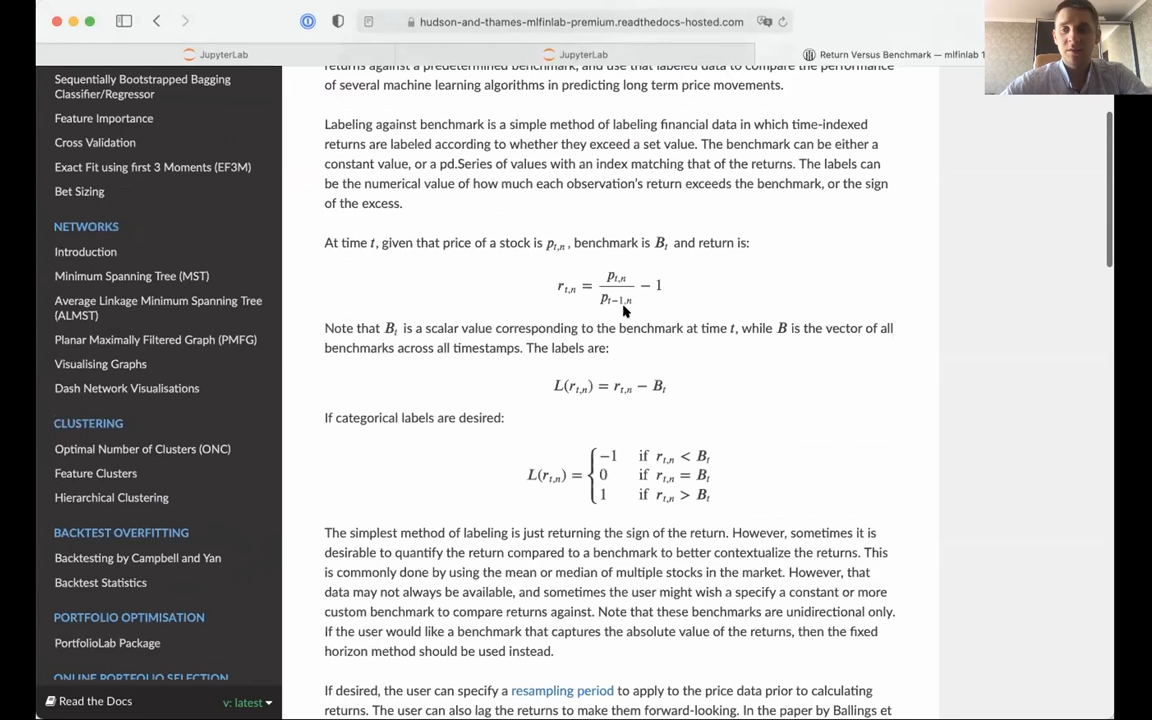 hudson-and-thames-mlfinlab-premium.readthedocs-hosted.com
JupyterLab
JupyterLab
Return Versus Benchmark — mlfinlab 1
Sequentially Bootstrapped Bagging
Classifier/Regressor
Feature Importance
Cross Validation
Exact Fit using first 3 Moments (EF3M)
Bet Sizing
NETWORKS
Introduction
Minimum Spanning Tree (MST)
Average Linkage Minimum Spanning Tree
(ALMST)
Planar Maximally Filtered Graph (PMFG)
Visualising Graphs
Dash Network Visualisations
CLUSTERING
Optimal Number of Clusters (ONC)
Feature Clusters
Hierarchical Clustering
BACKTEST OVERFITTING
Backtesting by Campbell and Yan
Backtest Statistics
PORTFOLIO OPTIMISATION
PortfolioLab Package
ONLINE PORTFOLIO SELECTION
Read the Docs
v: latest
returns against a predetermined benchmark, and use that labeled data to compare the performance
of several machine learning algorithms in predicting long term price movements.
Labeling against benchmark is a simple method of labeling financial data in which time-indexed
returns are labeled according to whether they exceed a set value. The benchmark can be either a
constant value, or a pd.Series of values with an index matching that of the returns. The labels can
be the numerical value of how much each observation's return exceeds the benchmark, or the sign
of the excess.
At time t, given that price of a stock is p_{t,n}, benchmark is B_t and return is:
r_{t,n} = p_{t,n} / p_{t−1,n} − 1
Note that B_t is a scalar value corresponding to the benchmark at time t, while B is the vector of all
benchmarks across all timestamps. The labels are:
L(r_{t,n}) = r_{t,n} − B_t
If categorical labels are desired:
−1 if r_{t,n} < B_t
L(r_{t,n}) = { 0 if r_{t,n} = B_t
1 if r_{t,n} > B_t
The simplest method of labeling is just returning the sign of the return. However, sometimes it is
desirable to quantify the return compared to a benchmark to better contextualize the returns. This
is commonly done by using the mean or median of multiple stocks in the market. However, that
data may not always be available, and sometimes the user might wish a specify a constant or more
custom benchmark to compare returns against. Note that these benchmarks are unidirectional only.
If the user would like a benchmark that captures the absolute value of the returns, then the fixed
horizon method should be used instead.
If desired, the user can specify a resampling period to apply to the price data prior to calculating
returns. The user can also lag the returns to make them forward-looking. In the paper by Ballings et